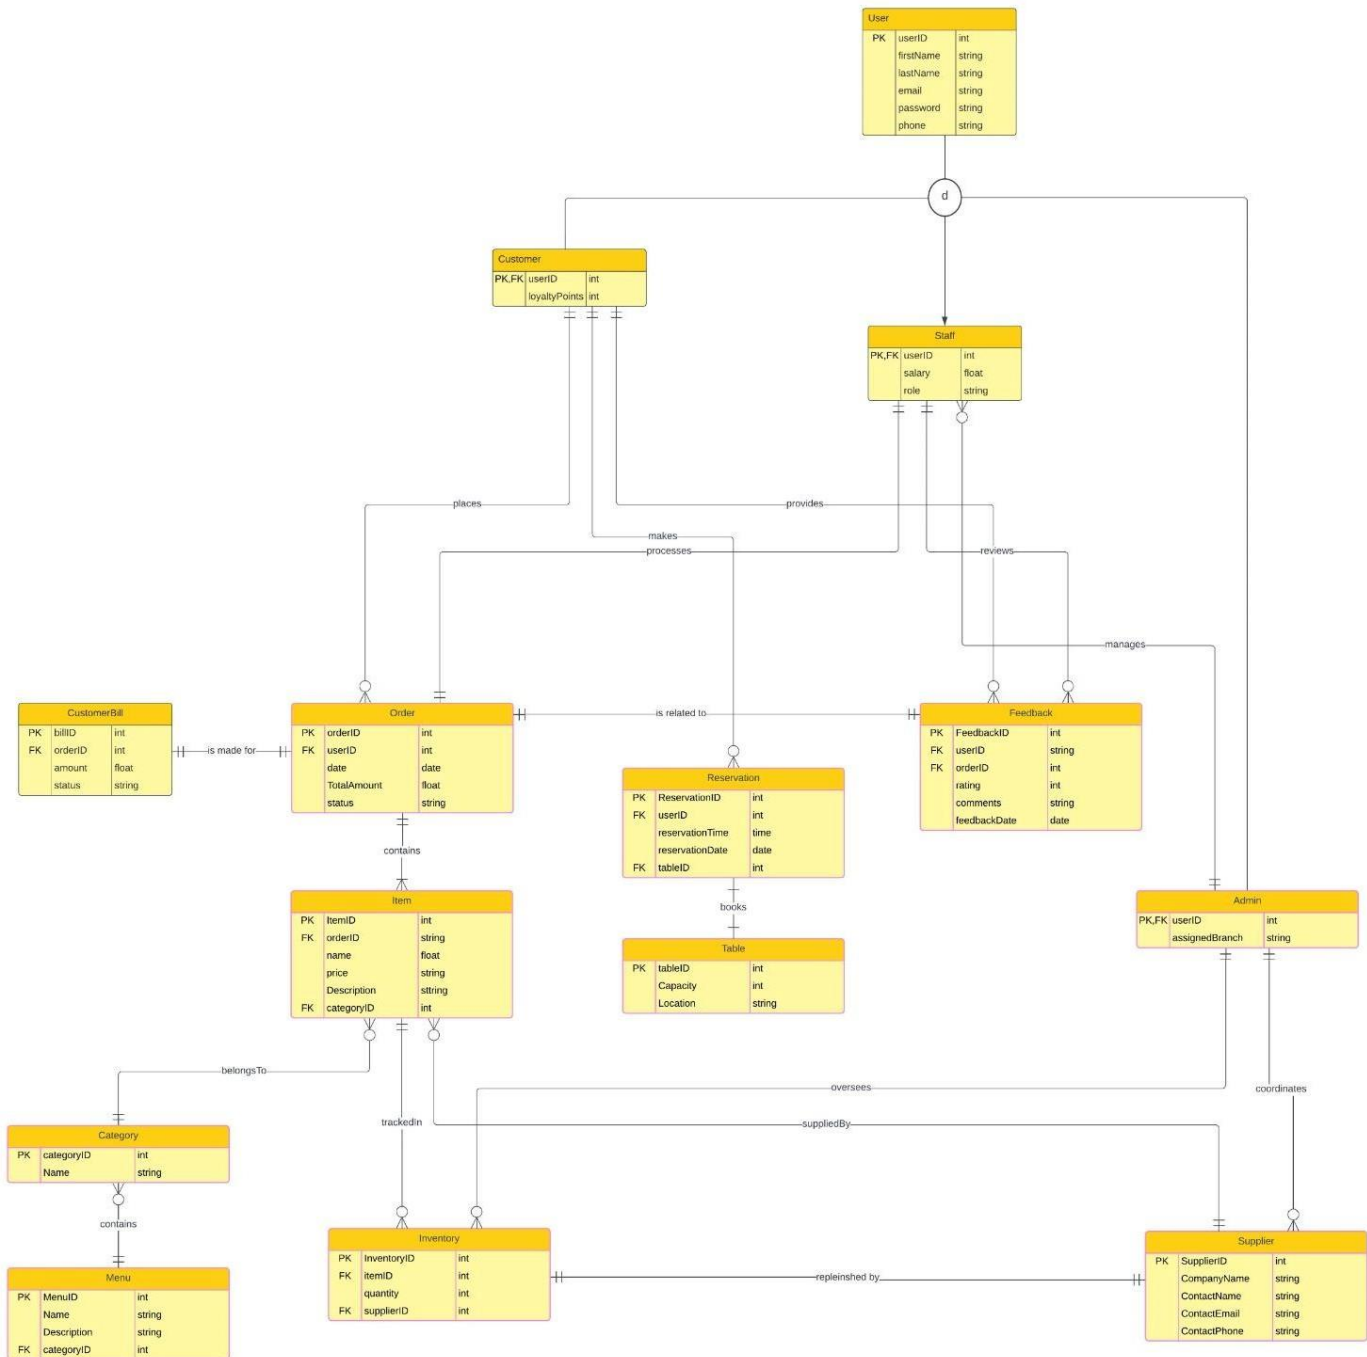 User
PK userID int
firstName string
lastName string
email string
password string
phone string
d
Customer
PK,FK userID int
loyaltyPoints int
Staff
PK,FK userID int
salary float
role string
places
provides
makes
processes
reviews
manages
CustomerBill
PK billID int
FK orderID int
amount float
status string
is made for
Order
PK orderID int
FK userID int
date date
TotalAmount float
status string
is related to
Feedback
PK FeedbackID int
FK userID string
FK orderID int
rating int
comments string
feedbackDate date
Reservation
PK ReservationID int
FK userID int
reservationTime time
reservationDate date
FK tableID int
contains
books
Item
PK ItemID int
FK orderID string
name float
price string
Description sttring
FK categoryID int
Table
PK tableID int
Capacity int
Location string
Admin
PK,FK userID int
assignedBranch string
belongsTo
oversees
coordinates
trackedIn
suppliedBy
Category
PK categoryID int
Name string
contains
Menu
PK MenuID int
Name string
Description string
FK categoryID int
Inventory
PK InventoryID int
FK itemID int
quantity int
FK supplierID int
repleinshed by
Supplier
PK SupplierID int
CompanyName string
ContactName string
ContactEmail string
ContactPhone string